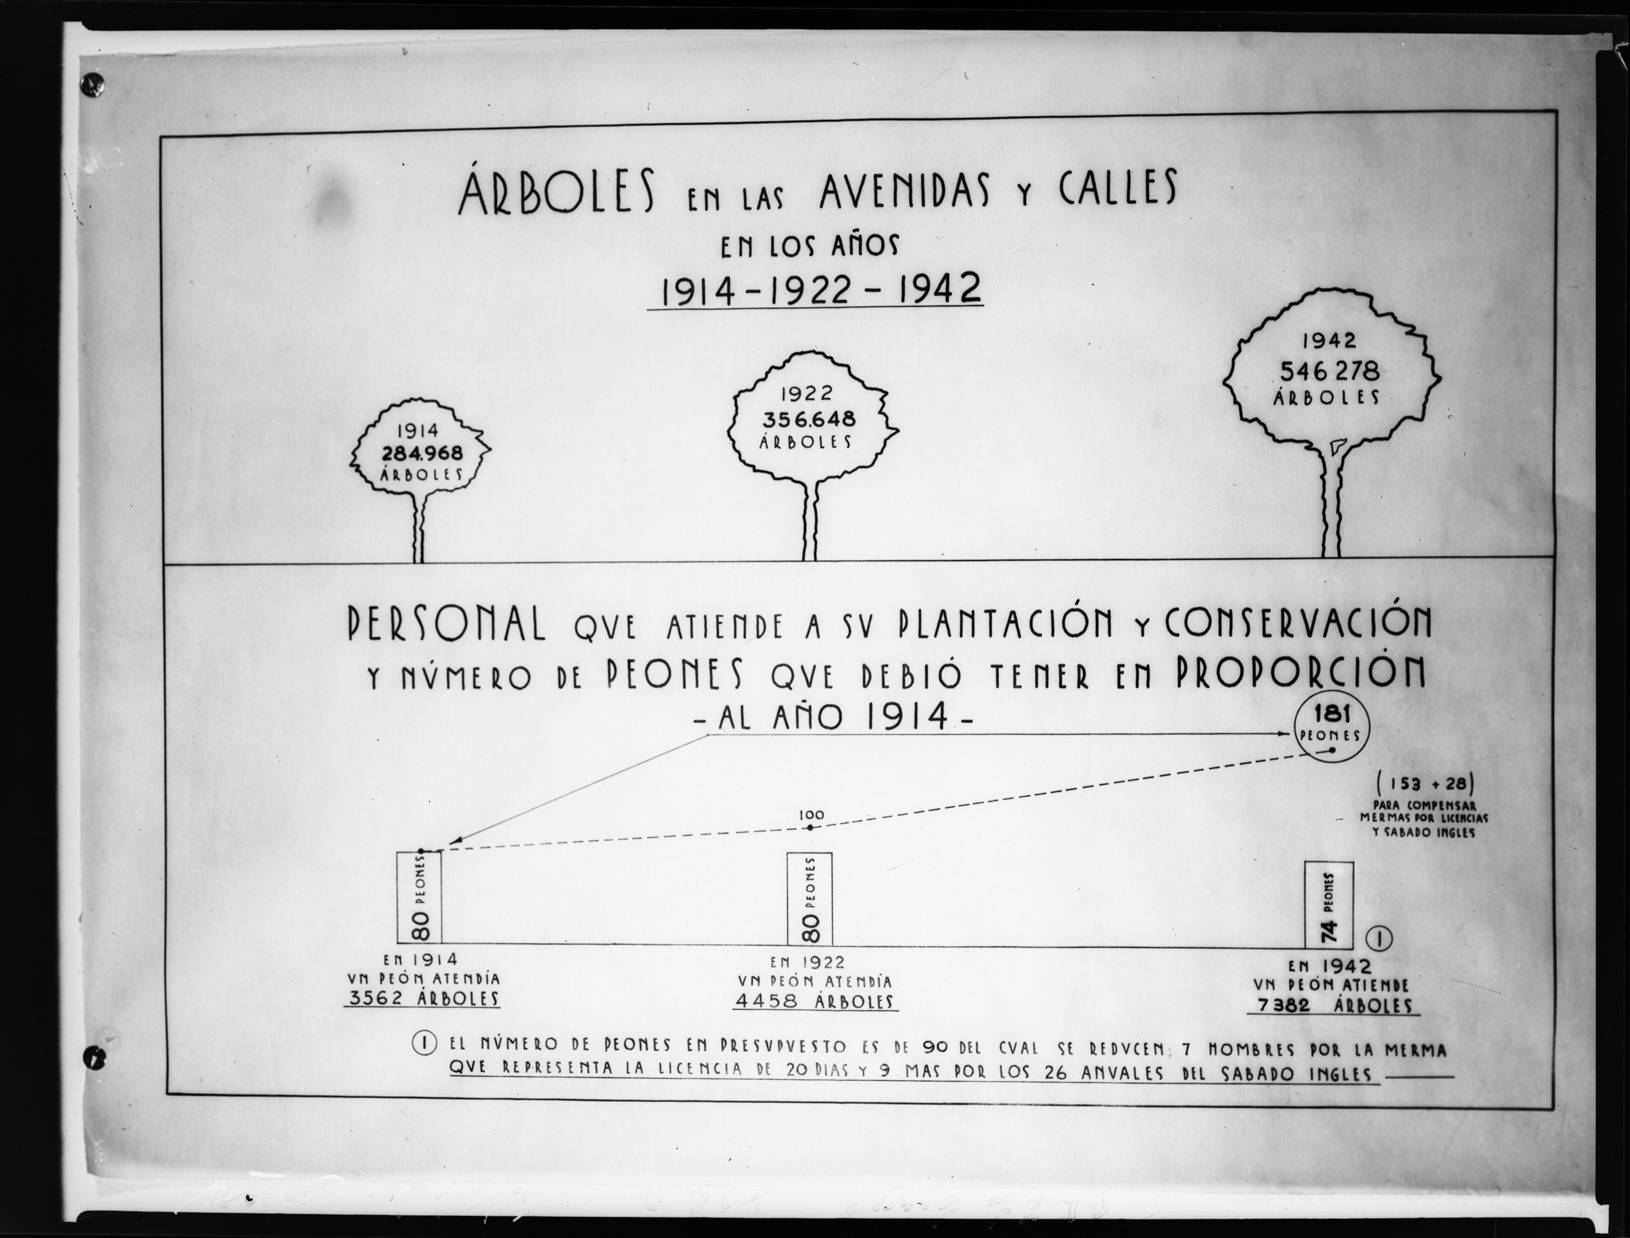 ÁRBOLES EN LAS AVENIDAS Y CALLES
EN LOS AÑOS
1914-1922-1942
1914
284.968
ÁRBOLES
1922
356.648
ÁRBOLES
1942
546278
ÁRBOLES
PERSONAL QVE ATIENDE A SV PLANTACIÓN Y CONSERVACIÓN
Y NÚMERO DE PEONES QVE DEBIÓ TENER EN PROPORCIÓN
-AL AÑO 1914-
181
PEONES
(153 + 28)
PARA COMPENSAR
MERMAS POR LICENCIAS
Y SABADO INGLES
100
80 PEONES
80 PEONES
74 PEONES
1
EN 1914
VN PEÓN ATENDÍA
3562 ÁRBOLES
EN 1922
VN PEÓN ATENDÍA
4458 ÁRBOLES
EN 1942
VN PEÓN ATIENDE
7382 ÁRBOLES
1 EL NÚMERO DE PEONES EN PRESVPVESTO ES DE 90 DEL CVAL SE REDVCEN; 7 HOMBRES POR LA MERMA
QVE REPRESENTA LA LICENCIA DE 20 DIAS Y 9 MAS POR LOS 26 ANVALES DEL SABADO INGLES